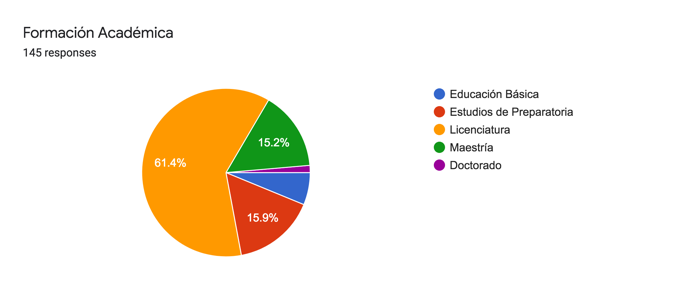 Formación Académica
145 responses
Educación Básica
Estudios de Preparatoria
Licenciatura
Maestría
Doctorado
15.2%
61.4%
15.9%